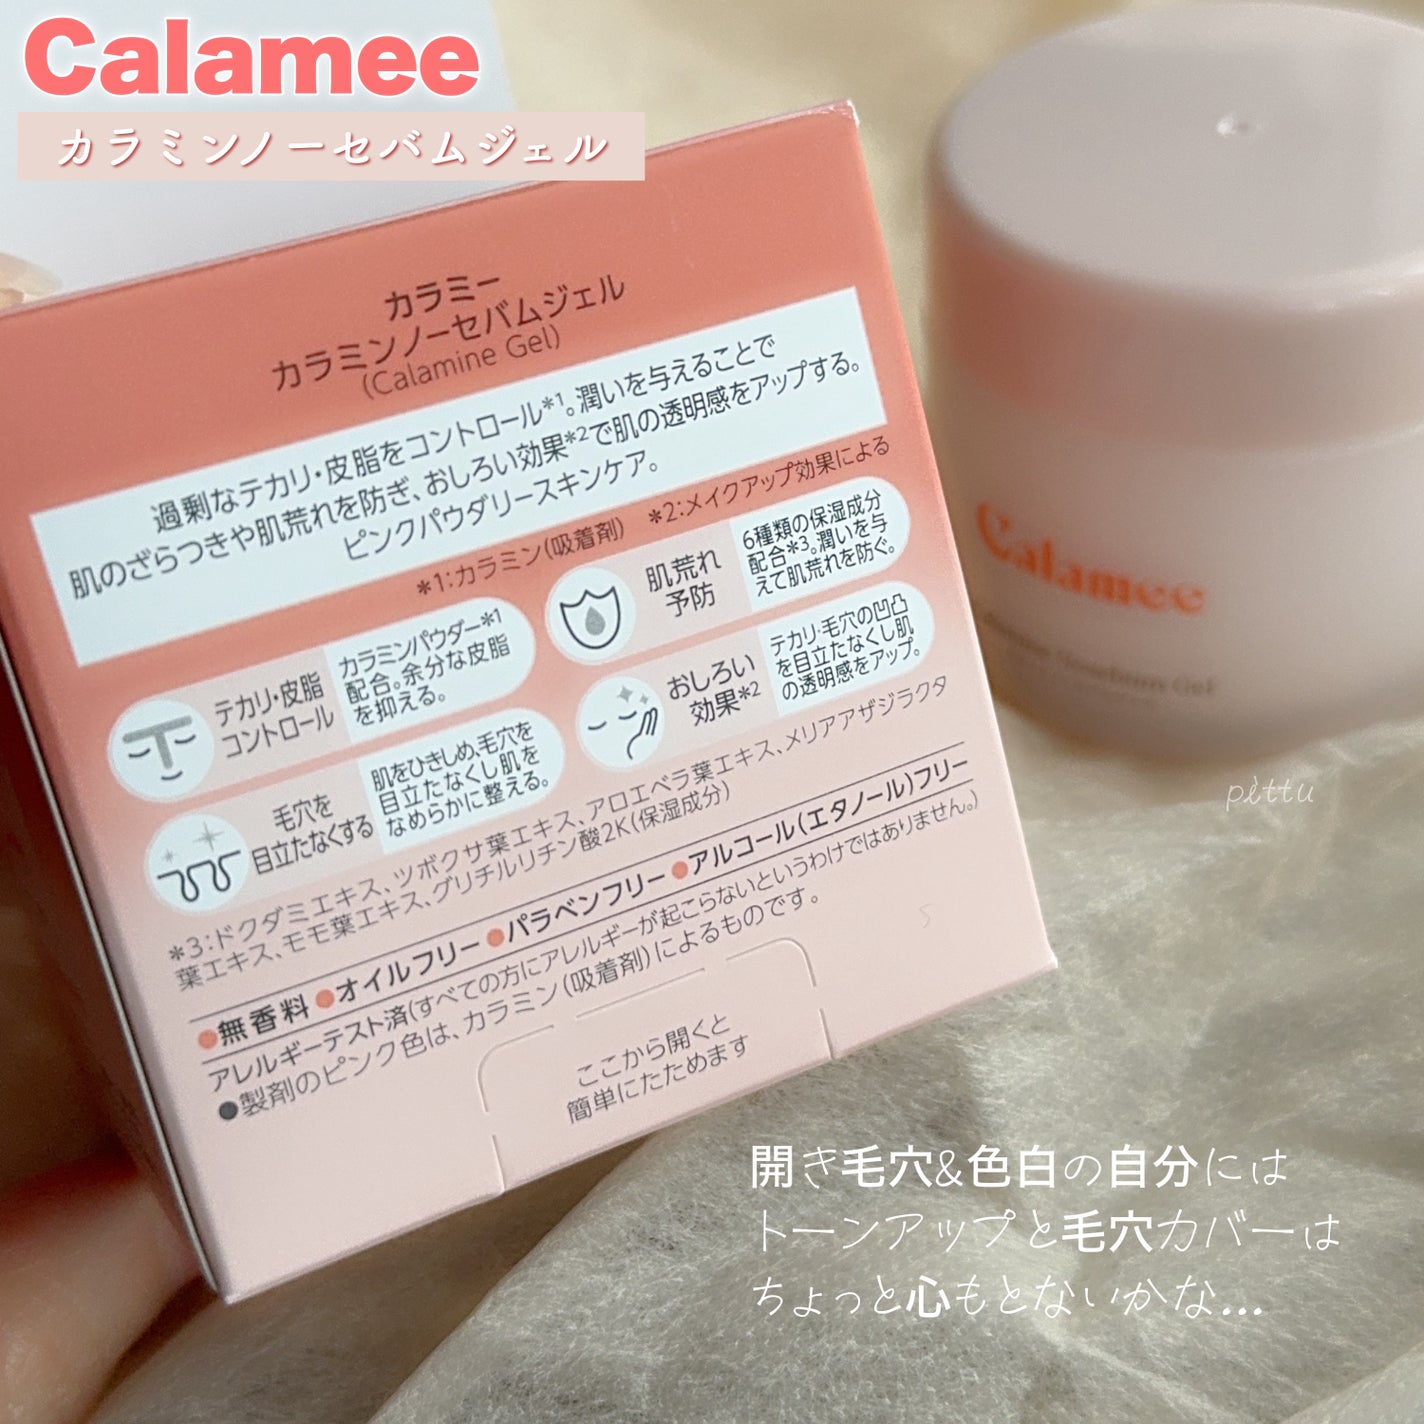 Calamee
カラミンノーセバムジェル
カラミー
カラミンノーセバムジェル
(Calamine Gel)
過剰なテカリ・皮脂をコントロール*1。潤いを与えることで
肌のざらつきや肌荒れを防ぎ、おしろい効果*2で肌の透明感をアップする。
ピンクパウダリースキンケア。
*1:カラミン(吸着剤) *2:メイクアップ効果による
テカリ・皮脂
コントロール
カラミンパウダー*1
配合。余分な皮脂
を抑える。
肌荒れ
予防
6種類の保湿成分
配合*3。潤いを与
えて肌荒れを防ぐ。
毛穴を
目立たなくする
肌をひきしめ、毛穴を
目立たなくし肌を
なめらかに整える。
おしろい
効果*2
テカリ・毛穴の凹凸
を目立たなくし肌
の透明感をアップ。
*3:ドクダミエキス、ツボクサ葉エキス、アロエベラ葉エキス、メリアアザジラクタ
葉エキス、モモ葉エキス、グリチルリチン酸2K(保湿成分)
●無香料 ●オイルフリー ●パラベンフリー ●アルコール(エタノール)フリー
アレルギーテスト済(すべての方にアレルギーが起こらないというわけではありません。)
●製剤のピンク色は、カラミン(吸着剤)によるものです。
ここから開くと
簡単にたためます
Calamee
Gel
pettu
開き毛穴&色白の自分には
トーンアップと毛穴カバーは
ちょっと心もとないかな...